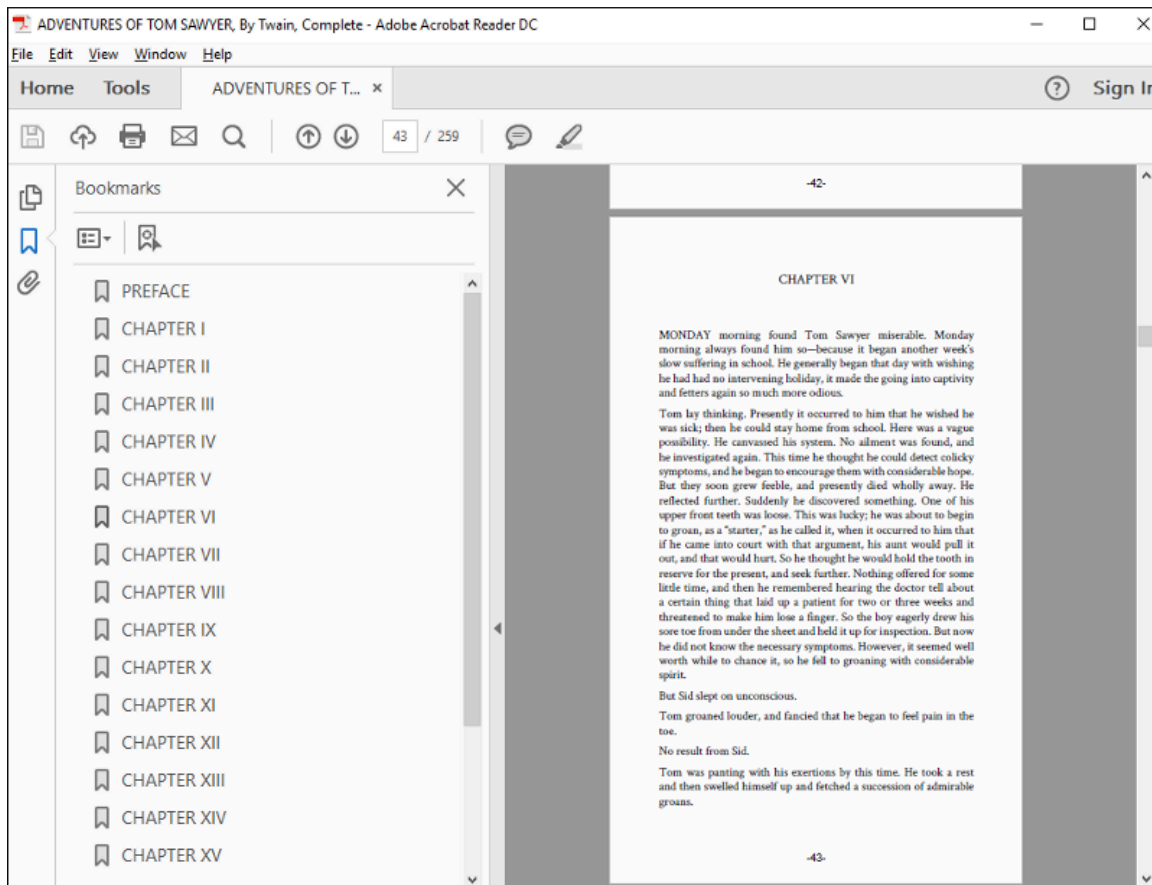 ADVENTURES OF TOM SAWYER, By Twain, Complete - Adobe Acrobat Reader DC
File Edit View Window Help
Home Tools ADVENTURES OF T... × ? Sign In
43 / 259
Bookmarks
PREFACE
CHAPTER I
CHAPTER II
CHAPTER III
CHAPTER IV
CHAPTER V
CHAPTER VI
CHAPTER VII
CHAPTER VIII
CHAPTER IX
CHAPTER X
CHAPTER XI
CHAPTER XII
CHAPTER XIII
CHAPTER XIV
CHAPTER XV
-42-
CHAPTER VI
MONDAY morning found Tom Sawyer miserable. Monday
morning always found him so—because it began another week's
slow suffering in school. He generally began that day with wishing
he had had no intervening holiday, it made the going into captivity
and fetters again so much more odious.
Tom lay thinking. Presently it occurred to him that he wished he
was sick; then he could stay home from school. Here was a vague
possibility. He canvassed his system. No ailment was found, and
he investigated again. This time he thought he could detect colicky
symptoms, and he began to encourage them with considerable hope.
But they soon grew feeble, and presently died wholly away. He
reflected further. Suddenly he discovered something. One of his
upper front teeth was loose. This was lucky; he was about to begin
to groan, as a “starter,” as he called it, when it occurred to him that
if he came into court with that argument, his aunt would pull it
out, and that would hurt. So he thought he would hold the tooth in
reserve for the present, and seek further. Nothing offered for some
little time, and then he remembered hearing the doctor tell about
a certain thing that laid up a patient for two or three weeks and
threatened to make him lose a finger. So the boy eagerly drew his
sore toe from under the sheet and held it up for inspection. But now
he did not know the necessary symptoms. However, it seemed well
worth while to chance it, so he fell to groaning with considerable
spirit.
But Sid slept on unconscious.
Tom groaned louder, and fancied that he began to feel pain in the
toe.
No result from Sid.
Tom was panting with his exertions by this time. He took a rest
and then swelled himself up and fetched a succession of admirable
groans.
-43-